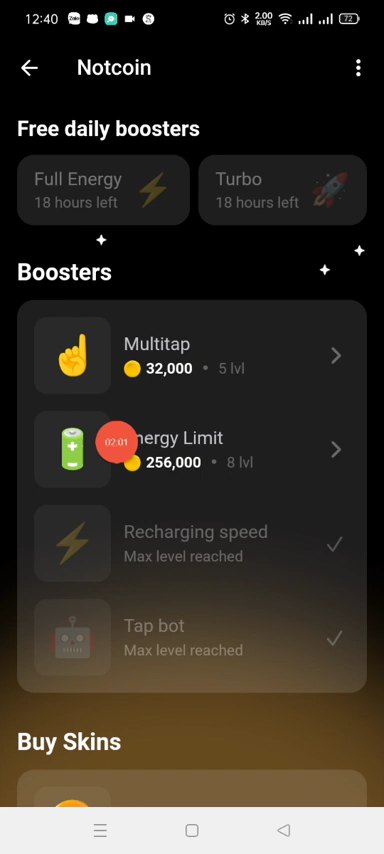 12:40 Zalo 2.00 KB/S 72
Notcoin
Free daily boosters
Full Energy
18 hours left
Turbo
18 hours left
Boosters
Multitap
32,000 • 5 lvl
02:01
nergy Limit
256,000 • 8 lvl
Recharging speed
Max level reached
Tap bot
Max level reached
Buy Skins